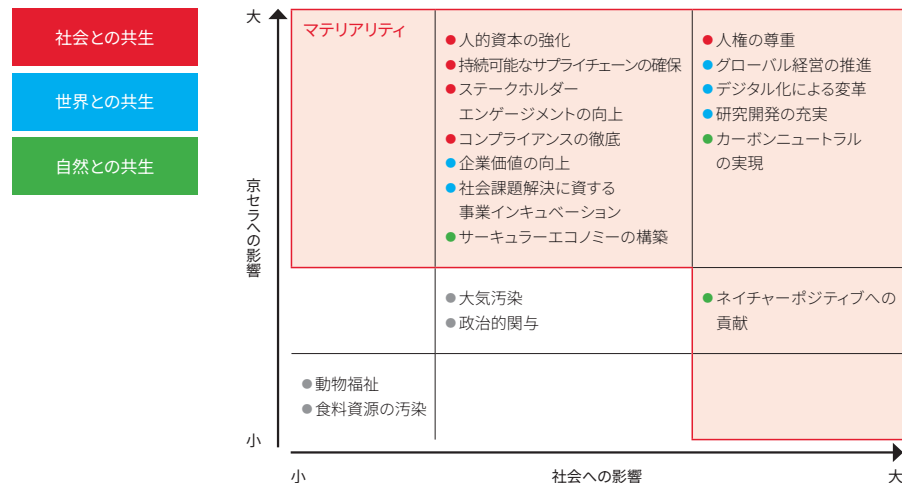 社会との共生
世界との共生
自然との共生
大
京セラへの影響
小
マテリアリティ
●人的資本の強化
●持続可能なサプライチェーンの確保
●ステークホルダー
エンゲージメントの向上
●コンプライアンスの徹底
●企業価値の向上
●社会課題解決に資する
事業インキュベーション
●サーキュラーエコノミーの構築
●人権の尊重
●グローバル経営の推進
●デジタル化による変革
●研究開発の充実
●カーボンニュートラル
の実現
●大気汚染
●政治的関与
●ネイチャーポジティブへの
貢献
●動物福祉
●食料資源の汚染
小
社会への影響
大